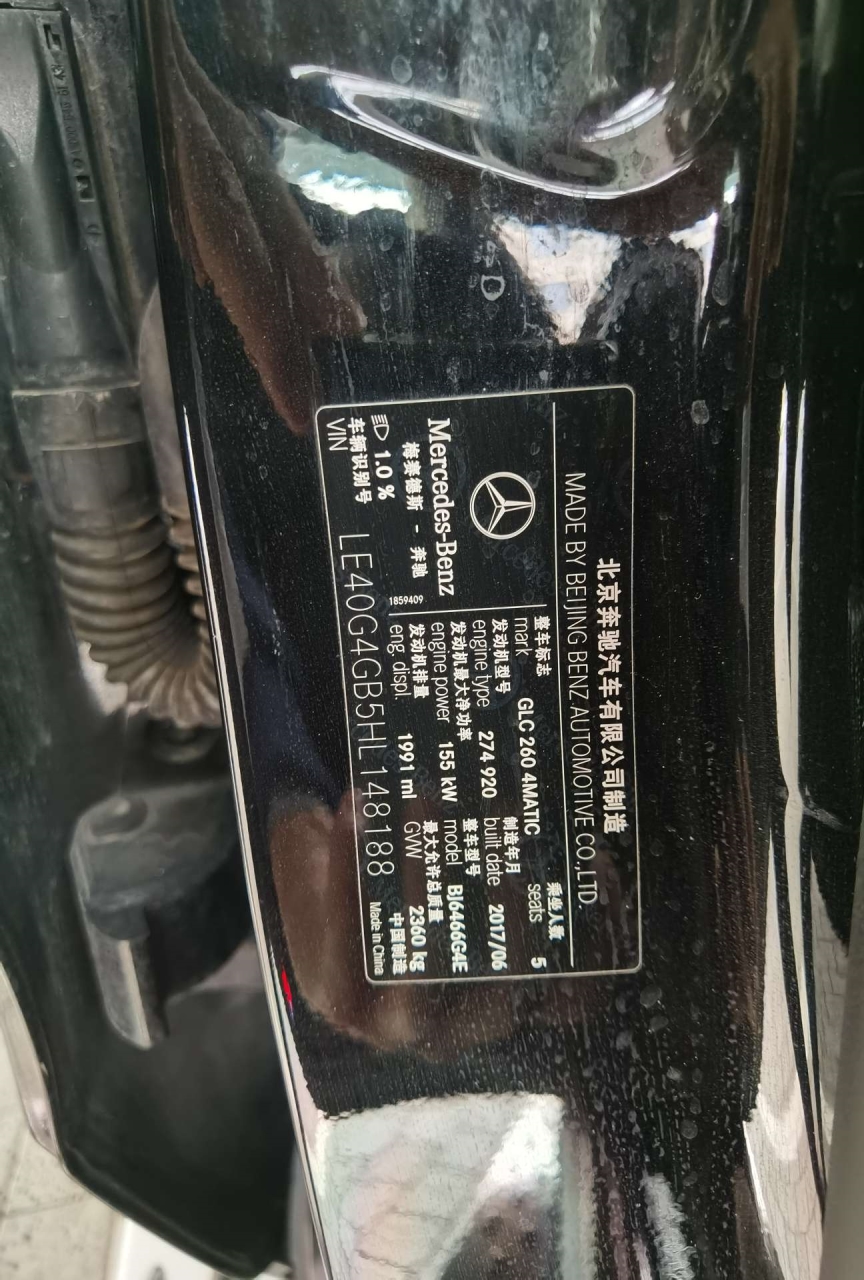 北京奔驰汽车有限公司制造
MADE BY BEIJING BENZ AUTOMOTIVE CO.,LTD.
Mercedes-Benz
梅赛德斯 - 奔驰
1.0 %
1859409
整车标志 乘坐人数 5
mark GLC 260 4MATIC seats
发动机型号 制造年月
engine type 274 920 built date 2017/06
发动机最大净功率 整车型号
engine power 155 kW model BJ6466G4E
发动机排量 最大允许总质量
eng. displ. 1991 ml GVW 2360 kg
车辆识别号 中国制造
VIN LE40G4GB5HL148188 Made in China